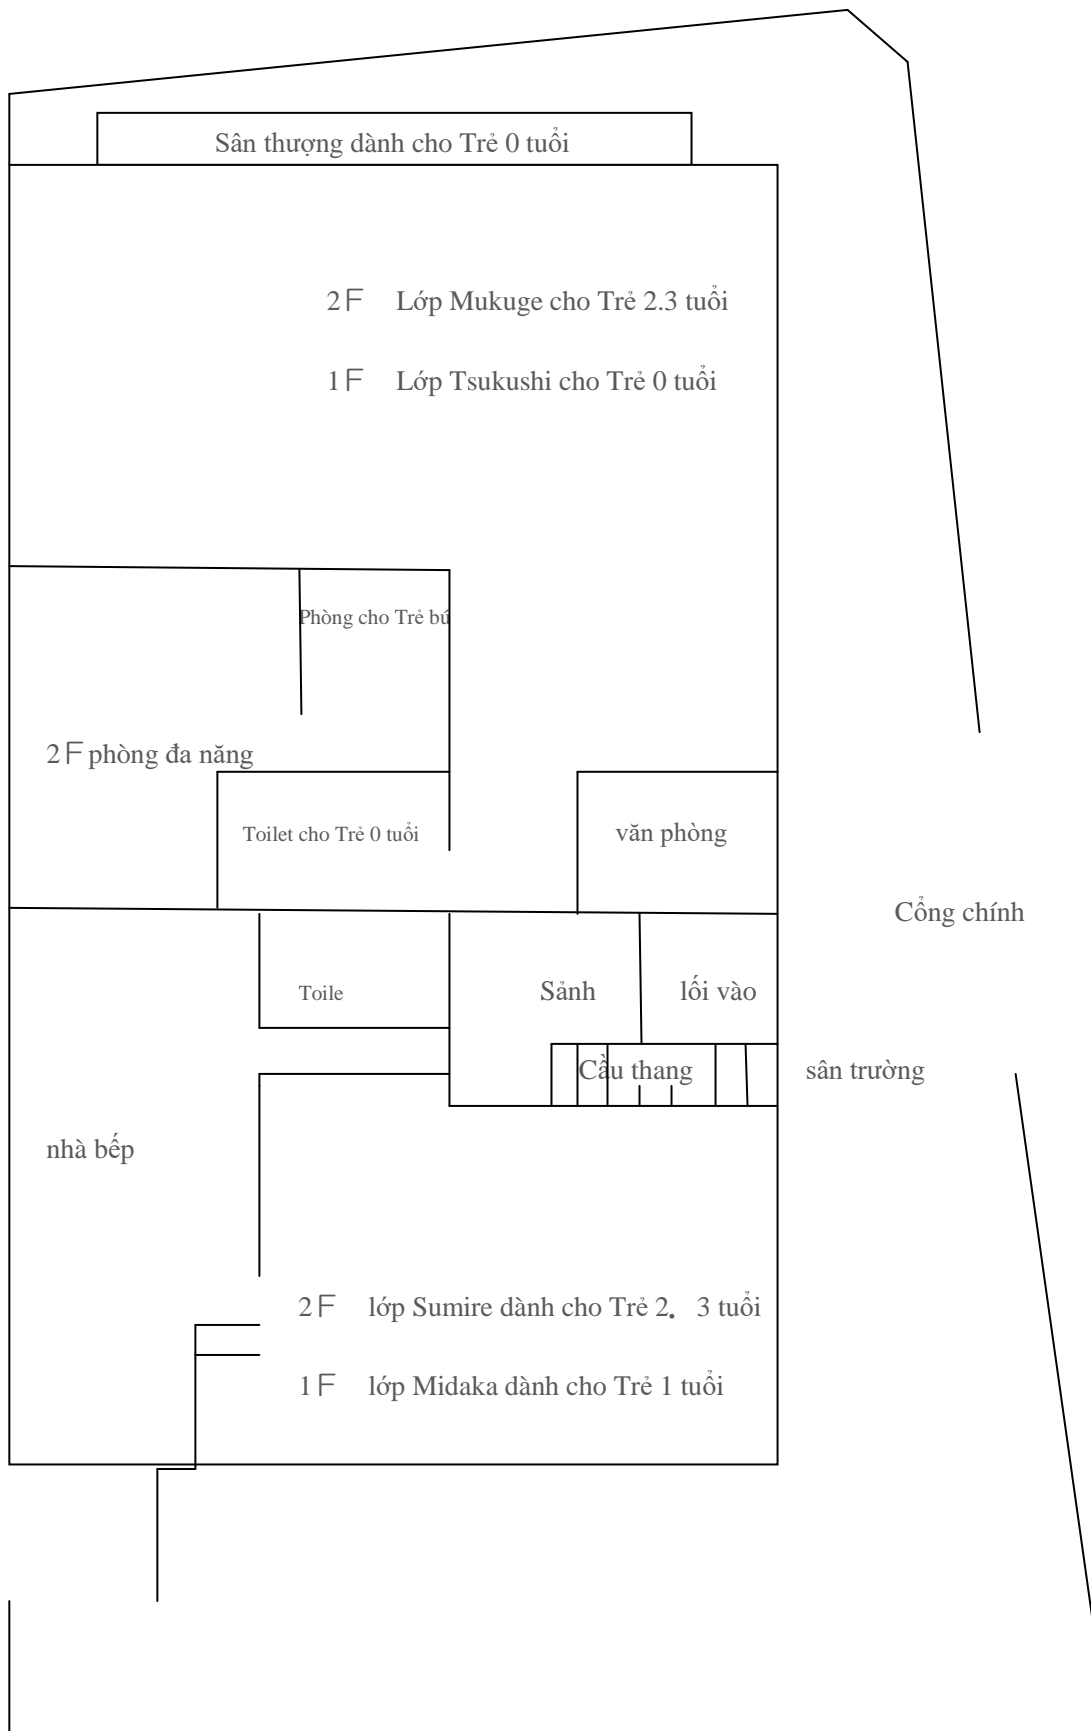 Sân thượng dành cho Trẻ 0 tuổi
2Ｆ　Lớp Mukuge cho Trẻ 2.3 tuổi
1Ｆ　Lớp Tsukushi cho Trẻ 0 tuổi
Phòng cho Trẻ bú
2Ｆphòng đa năng
Toilet cho Trẻ 0 tuổi
văn phòng
Cổng chính
Toile
Sảnh
lối vào
Cầu thang
sân trường
nhà bếp
2Ｆ　lớp Sumire dành cho Trẻ 2．3 tuổi
1Ｆ　lớp Midaka dành cho Trẻ 1 tuổi